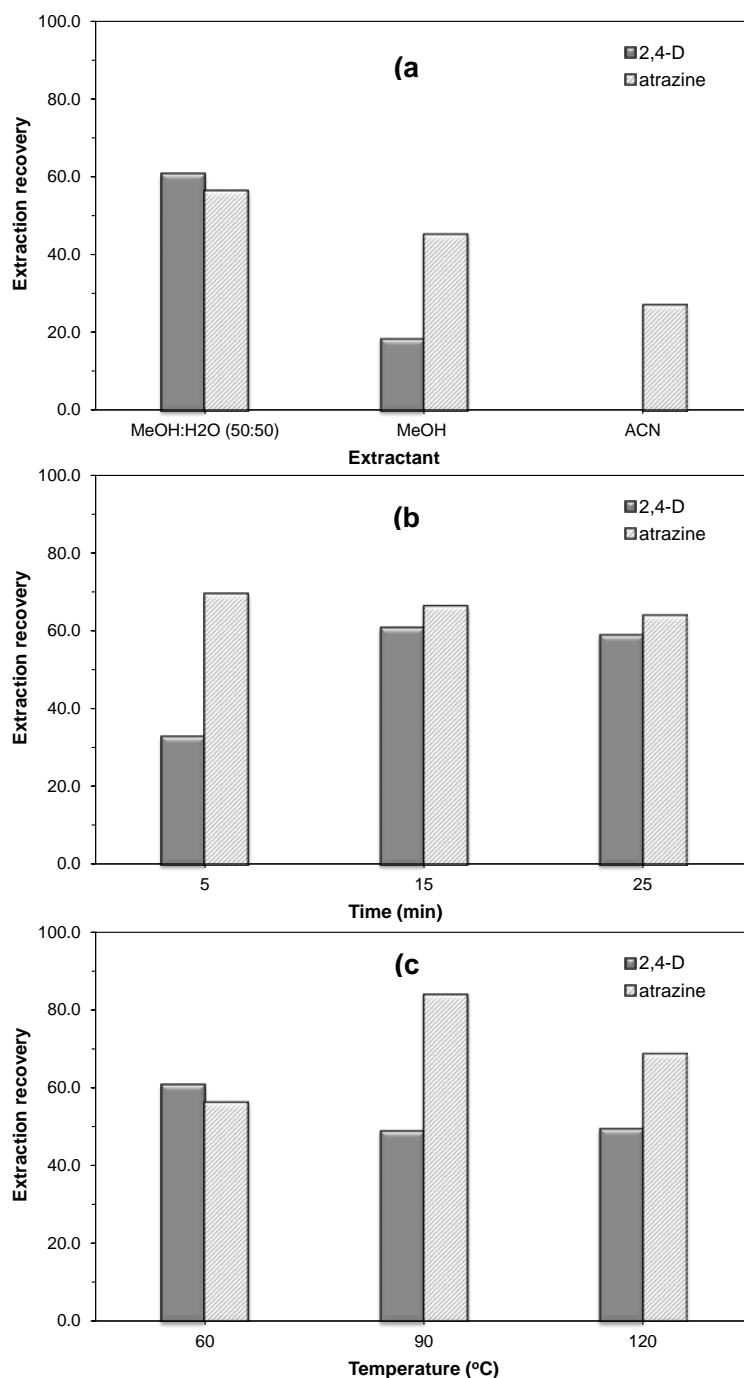 100.0
80.0
60.0
40.0
20.0
0.0
Extraction recovery
(a
2,4-D
atrazine
MeOH:H2O (50:50)
MeOH
ACN
Extractant
100.0
80.0
60.0
40.0
20.0
0.0
Extraction recovery
(b
2,4-D
atrazine
5
15
25
Time (min)
100.0
80.0
60.0
40.0
20.0
0.0
Extraction recovery
(c
2,4-D
atrazine
60
90
120
Temperature (°C)